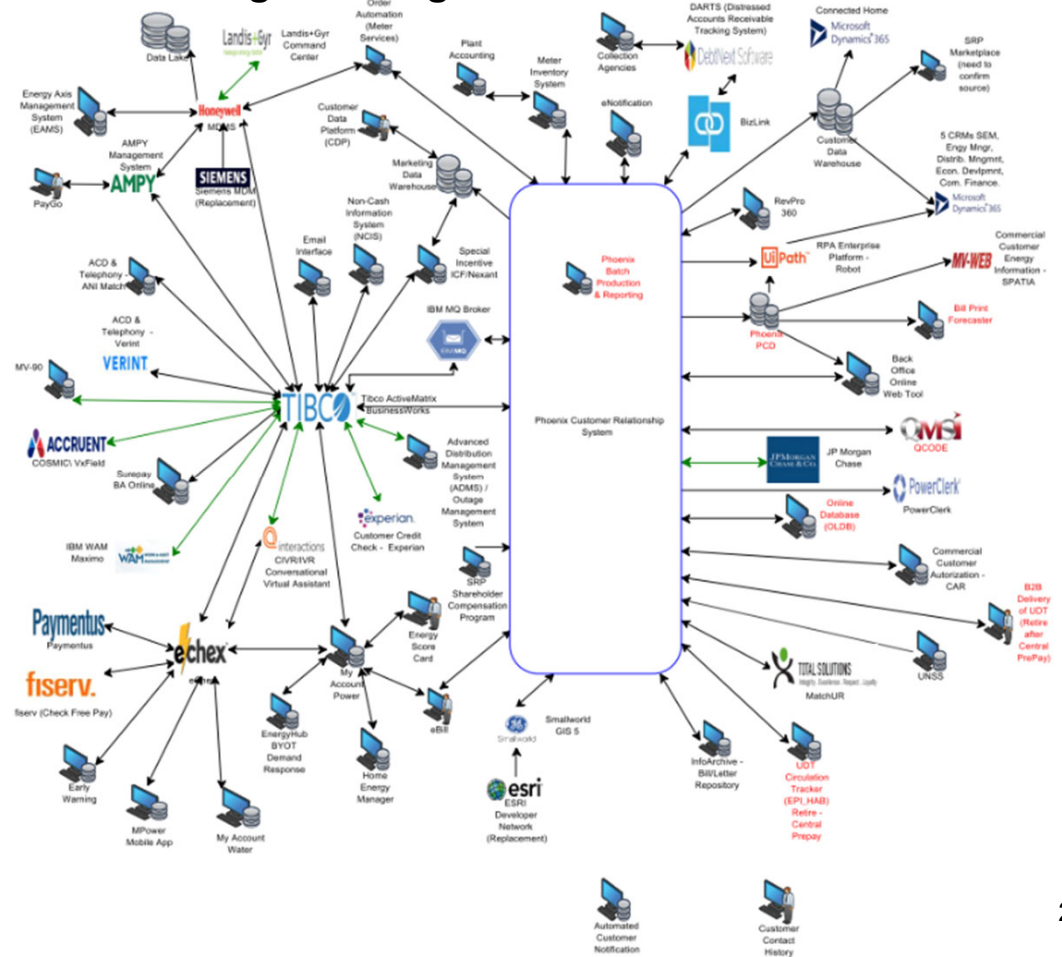 Order
Automation
(Meter
Services)
Data Lake
Landis+Gyr
Landis+Gyr
Command
Center
Energy Axis
Management
System
(EAMS)
Honeywell
MDMS
AMPY
Management
System
AMPY
PayGo
SIEMENS
Siemens MDM
(Replacement)
Plant
Accounting
Meter
Inventory
System
Customer
Data
Platform
(CDP)
Marketing
Data
Warehouse
Non-Cash
Information
System
(NCIS)
Email
Interface
Special
Incentive
ICF/Nexant
IBM MQ Broker
IBM MQ
Collection
Agencies
DARTS (Distressed
Accounts Receivable
Tracking System)
DebtNext Software
eNotification
BizLink
Connected Home
Microsoft
Dynamics 365
SRP
Marketplace
(need to
confirm
source)
Customer
Data
Warehouse
5 CRMs SEM,
Engy Mngr,
Distrib. Mngmnt,
Econ. Devlpmnt,
Com. Finance.
Microsoft
Dynamics 365
RevPro
360
UiPath
RPA Enterprise
Platform -
Robot
Commercial
Customer
Energy
Information -
SPATIA
MV-WEB
Phoenix
Batch
Production
& Reporting
Phoenix
PCD
Bill Print
Forecaster
Back
Office
Online
Web Tool
ACD &
Telephony -
ANI Match
ACD &
Telephony -
Verint
VERINT
MV-90
TIBCO
Tibco ActiveMatrix
BusinessWorks
Phoenix Customer Relationship
System
ACCRUENT
COSMIC\ VxField
Surepay
BA Online
IBM WAM
Maximo
WAM
Advanced
Distribution
Management
System
(ADMS) /
Outage
Management
System
experian.
Customer Credit
Check - Experian
interactions
CIVR/IVR
Conversational
Virtual Assistant
QMSI
QCODE
JPMORGAN
CHASE & CO.
JP Morgan
Chase
PowerClerk
PowerClerk
Online
Database
(OLDB)
Commercial
Customer
Autorization -
CAR
B2B
Delivery
of UDT
(Retire
after
Central
PrePay)
UNSS
TOTAL SOLUTIONS
Integrity. Excellence. Respect. Loyalty
MatchUR
SRP
Shareholder
Compensation
Program
Energy
Score
Card
Paymentus
Paymentus
fiserv.
fiserv (Check Free Pay)
echex
My
Account
Power
eBill
EnergyHub
BYOT
Demand
Response
Home
Energy
Manager
Early
Warning
MPower
Mobile App
My Account
Water
Smallworld
Smallworld
GIS 5
esri
ESRI
Developer
Network
(Replacement)
InfoArchive -
Bill/Letter
Repository
UDT
Circulation
Tracker
(EPI_HAB)
Retire -
Central
Prepay
Automated
Customer
Notification
Customer
Contact
History